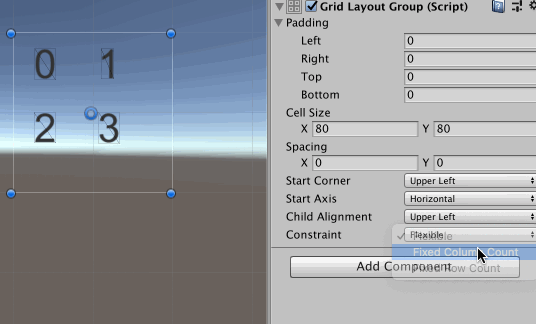 Grid Layout Group (Script)
Padding
Left 0
Right 0
Top 0
Bottom 0
Cell Size
X 80 Y 80
Spacing
X 0 Y 0
Start Corner Upper Left
Start Axis Horizontal
Child Alignment Upper Left
Constraint Flexible
Flexible
Fixed Column Count
Fixed Row Count
Add Component
0 1
2 3